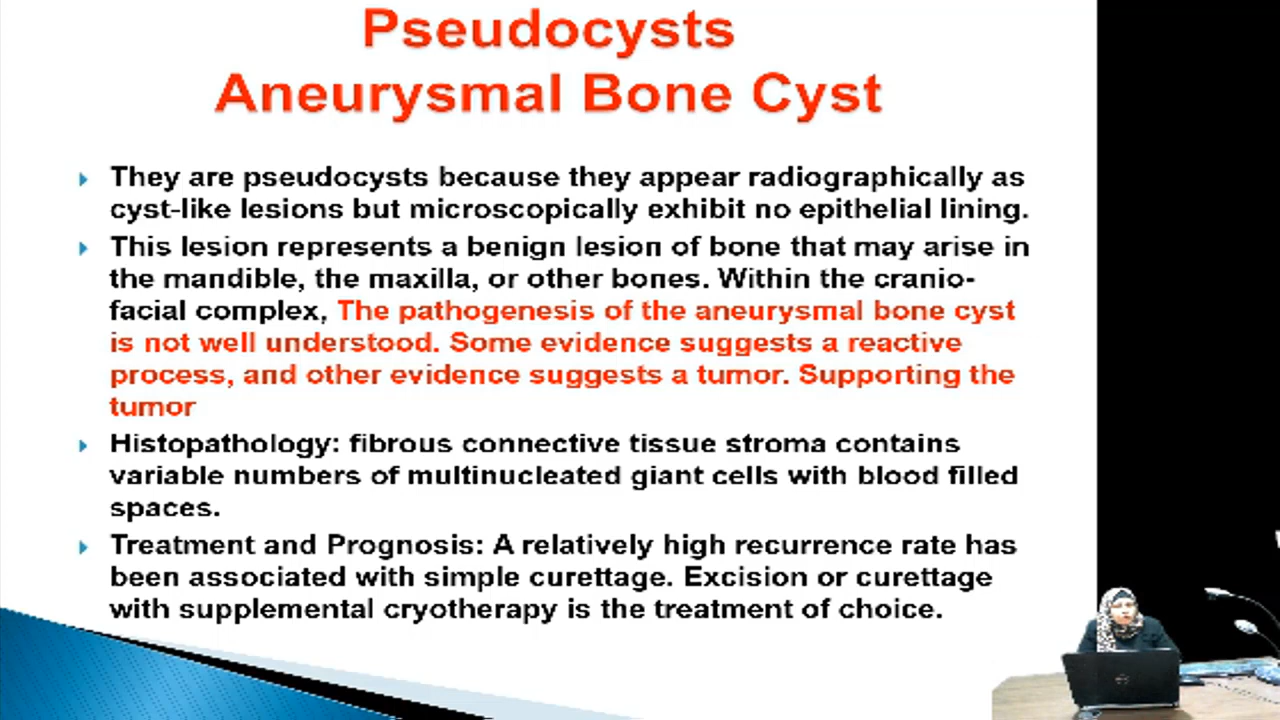 Pseudocysts
Aneurysmal Bone Cyst
They are pseudocysts because they appear radiographically as
cyst-like lesions but microscopically exhibit no epithelial lining.
This lesion represents a benign lesion of bone that may arise in
the mandible, the maxilla, or other bones. Within the cranio-
facial complex, The pathogenesis of the aneurysmal bone cyst
is not well understood. Some evidence suggests a reactive
process, and other evidence suggests a tumor. Supporting the
tumor
Histopathology: fibrous connective tissue stroma contains
variable numbers of multinucleated giant cells with blood filled
spaces.
Treatment and Prognosis: A relatively high recurrence rate has
been associated with simple curettage. Excision or curettage
with supplemental cryotherapy is the treatment of choice.